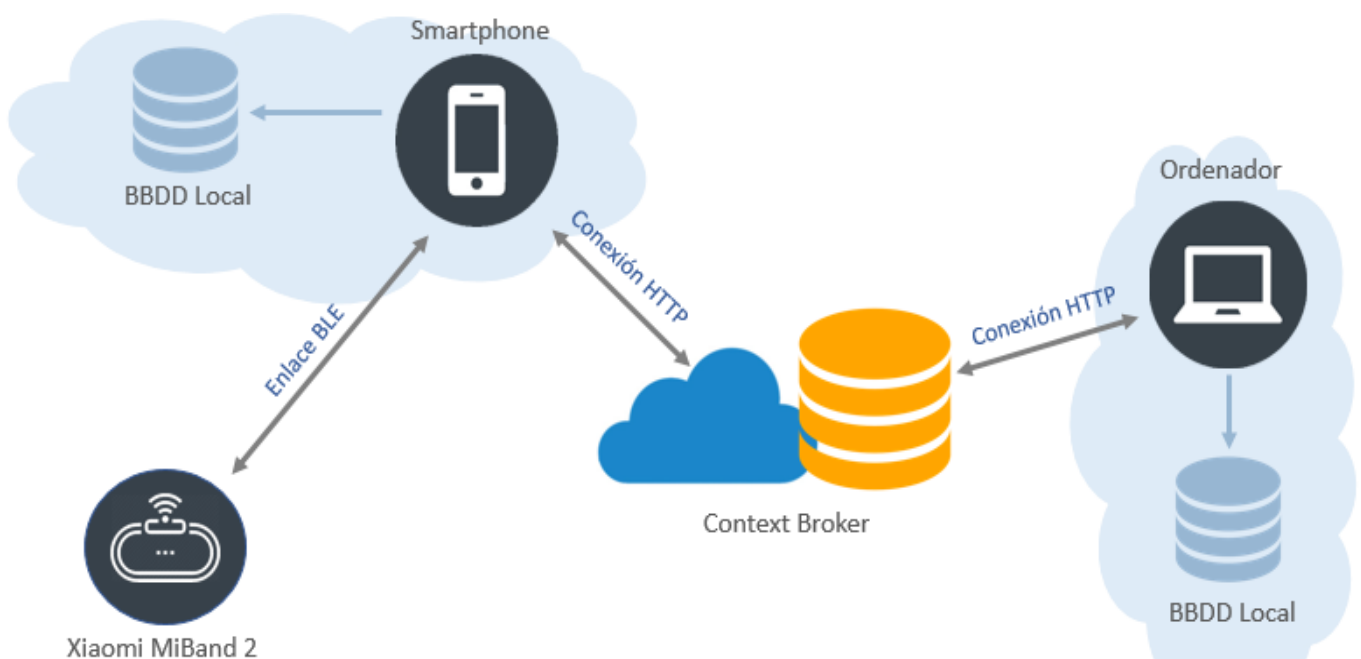 Smartphone
BBDD Local
Conexión HTTP
Enlace BLE
Xiaomi MiBand 2
Context Broker
Conexión HTTP
Ordenador
BBDD Local